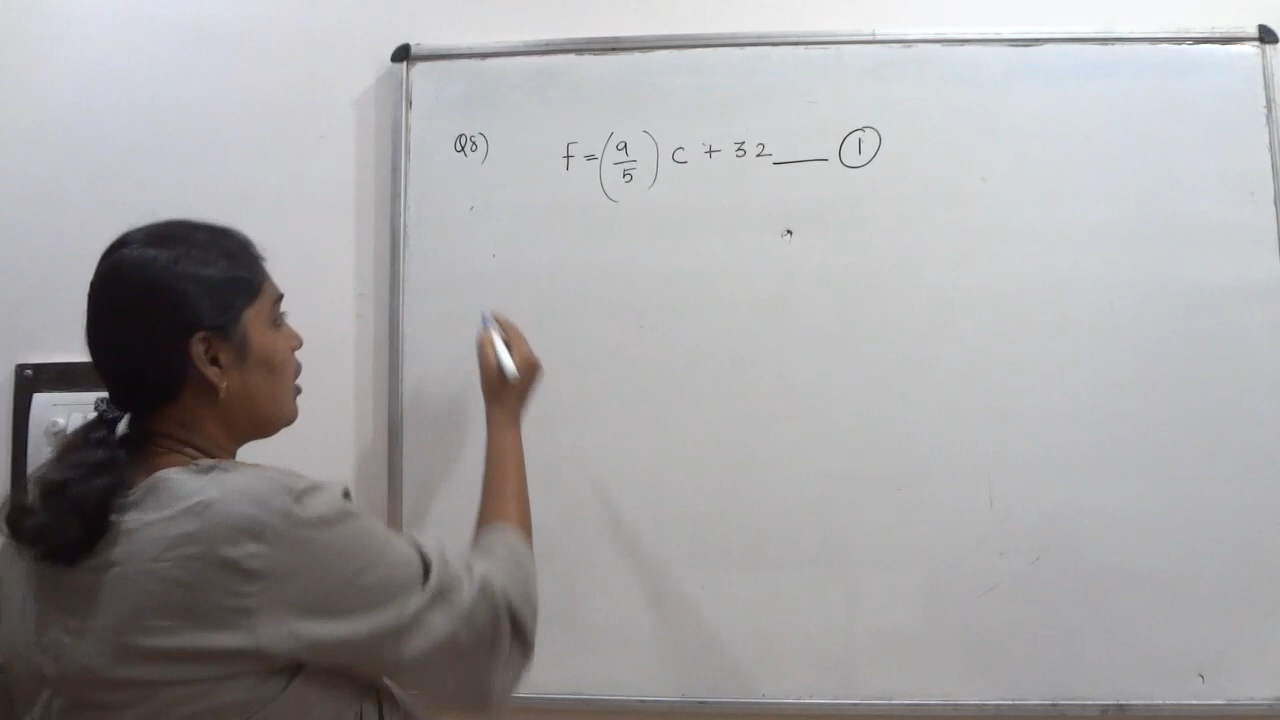 Q8) F = (9/5) C + 32 ___ ①